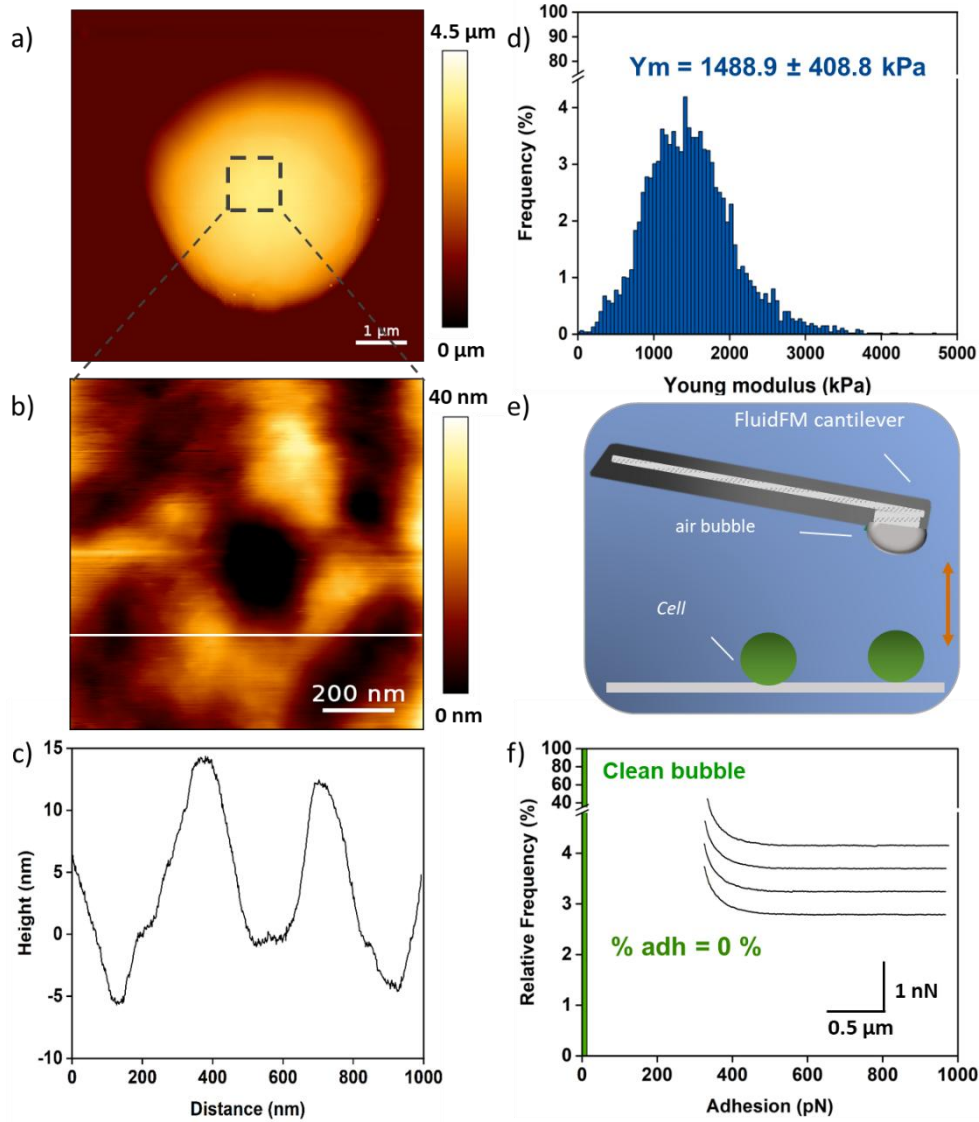 a)
4.5 µm
1 µm
0 µm
b)
40 nm
200 nm
0 nm
c)
15
10
5
0
-5
-10
Height (nm)
0
200
400
600
800
1000
Distance (nm)
d)
100
90
80
4
3
2
1
0
Frequency (%)
Ym = 1488.9 ± 408.8 kPa
0
1000
2000
3000
4000
5000
Young modulus (kPa)
e)
FluidFM cantilever
air bubble
Cell
f)
100
80
60
40
4
3
2
1
0
Relative Frequency (%)
Clean bubble
% adh = 0 %
1 nN
0.5 µm
0
200
400
600
800
1000
Adhesion (pN)